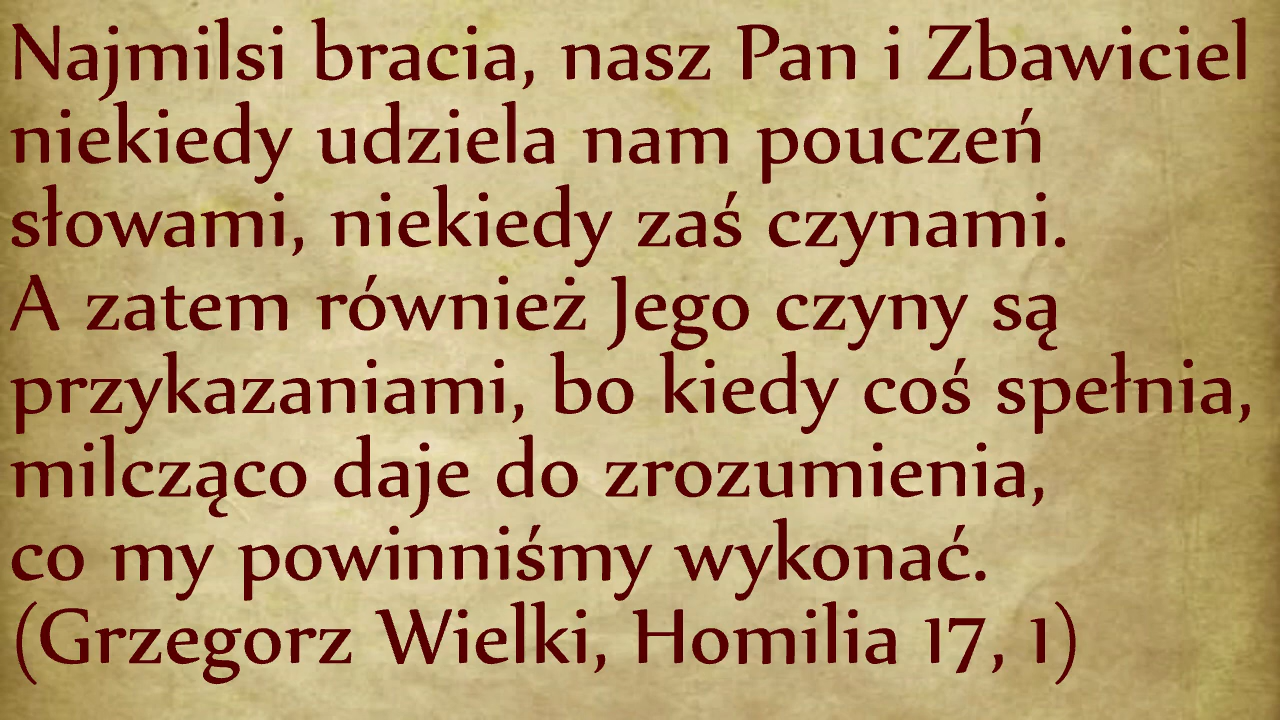 Najmilsi bracia, nasz Pan i Zbawiciel
niekiedy udziela nam pouczeń
słowami, niekiedy zaś czynami.
A zatem również Jego czyny są
przykazaniami, bo kiedy coś spełnia,
milcząco daje do zrozumienia,
co my powinniśmy wykonać.
(Grzegorz Wielki, Homilia 17, 1)